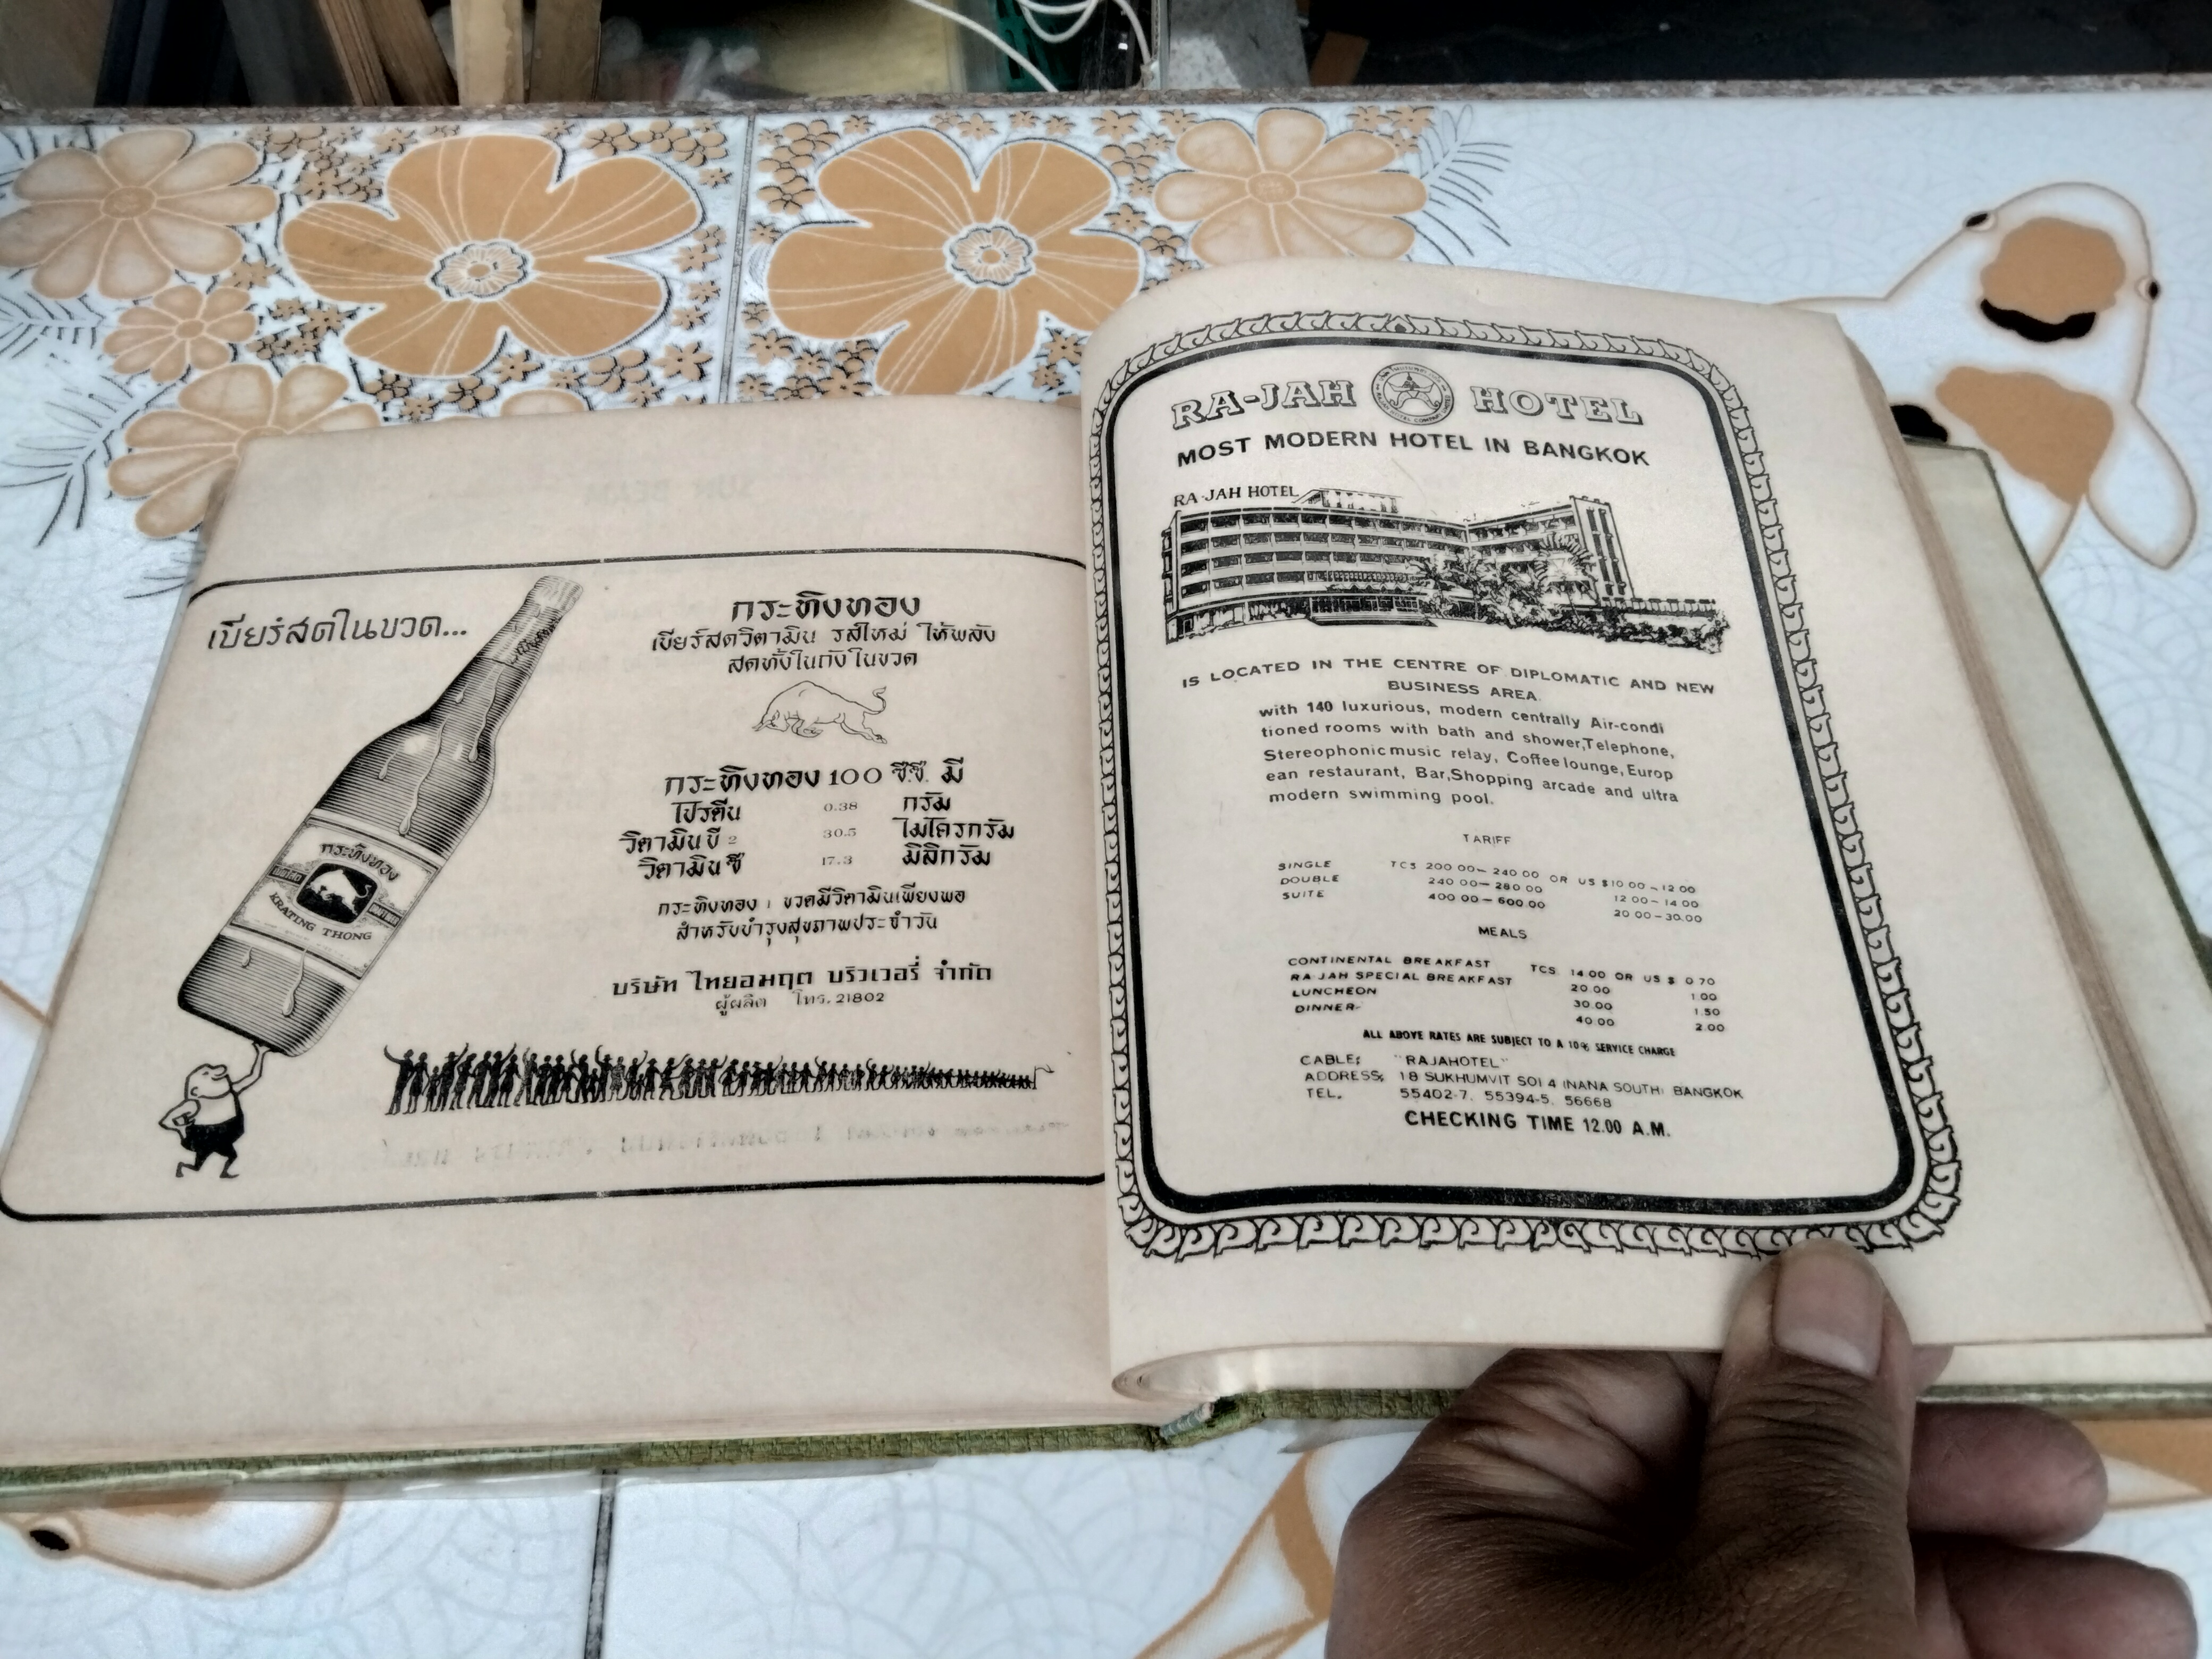 เบียร์สดในขวด...
กระทิงทอง
เบียร์สดวิตามิน รสใหม่ ให้พลัง
สดทั้งในถัง ในขวด
กระทิงทอง 100 ซี.ซี. มี
โปรตีน 0.38 กรัม
วิตามินบี 2 30.5 ไมโครกรัม
วิตามินซี 17.3 มิลิกรัม
กระทิงทอง 1 ขวดมีวิตามินเพียงพอ
สำหรับบำรุงสุขภาพประจำวัน
บริษัท ไทยอมฤต บริวเวอรี่ จำกัด
ผู้ผลิต โทร. 21802
กระทิงทอง
KRATING THONG
RA-JAH HOTEL
MOST MODERN HOTEL IN BANGKOK
RA-JAH HOTEL
IS LOCATED IN THE CENTRE OF DIPLOMATIC AND NEW
BUSINESS AREA.
with 140 luxurious, modern centrally Air-condi
tioned rooms with bath and shower,Telephone,
Stereophonic music relay, Coffee lounge, Europ
ean restaurant, Bar,Shopping arcade and ultra
modern swimming pool.
TARIFF
SINGLE TCS 200.00-240.00 OR US $10.00-12.00
DOUBLE 240.00-280.00 12.00-14.00
SUITE 400.00-600.00 20.00-30.00
MEALS
CONTINENTAL BREAKFAST TCS. 14.00 OR US $ 0.70
RA JAH SPECIAL BREAKFAST 20.00 1.00
LUNCHEON 30.00 1.50
DINNER- 40.00 2.00
ALL ABOVE RATES ARE SUBJECT TO A 10% SERVICE CHARGE
CABLE; "RAJAHOTEL"
ADDRESS; 18 SUKHUMVIT SOI 4 (NANA SOUTH) BANGKOK
TEL. 55402-7, 55394-5, 56668
CHECKING TIME 12.00 A.M.